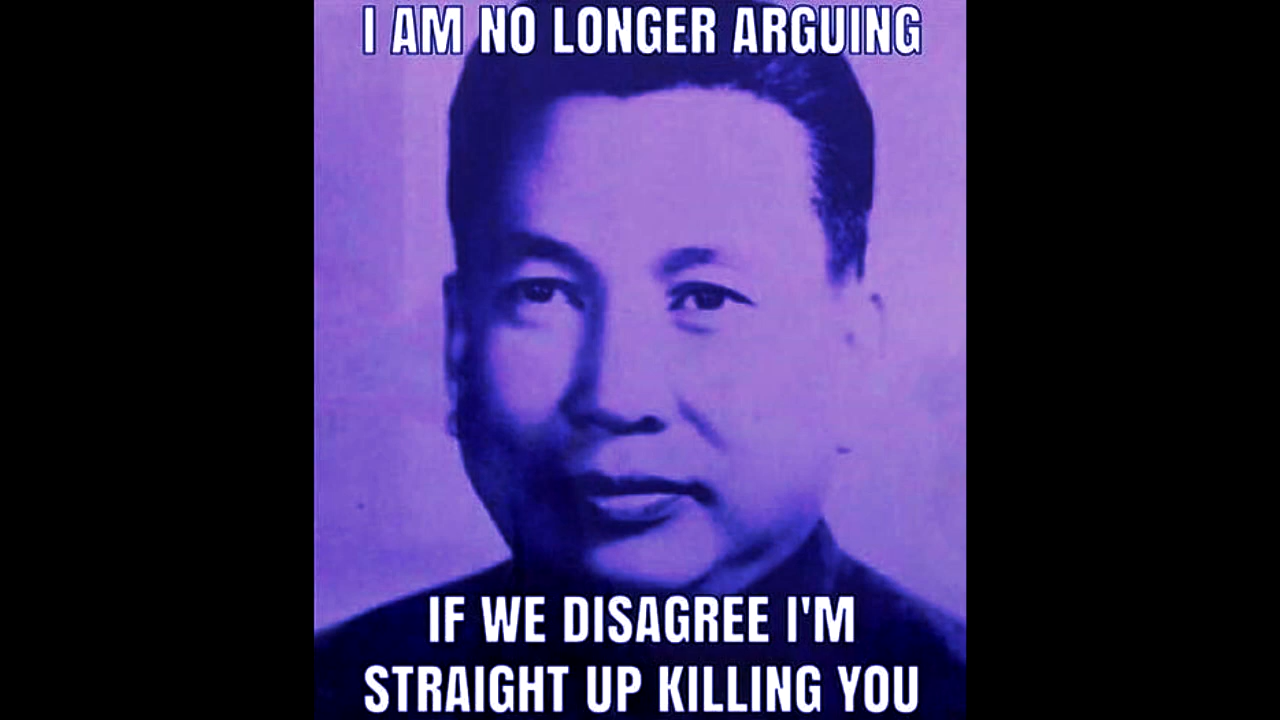 I AM NO LONGER ARGUING
IF WE DISAGREE I'M
STRAIGHT UP KILLING YOU